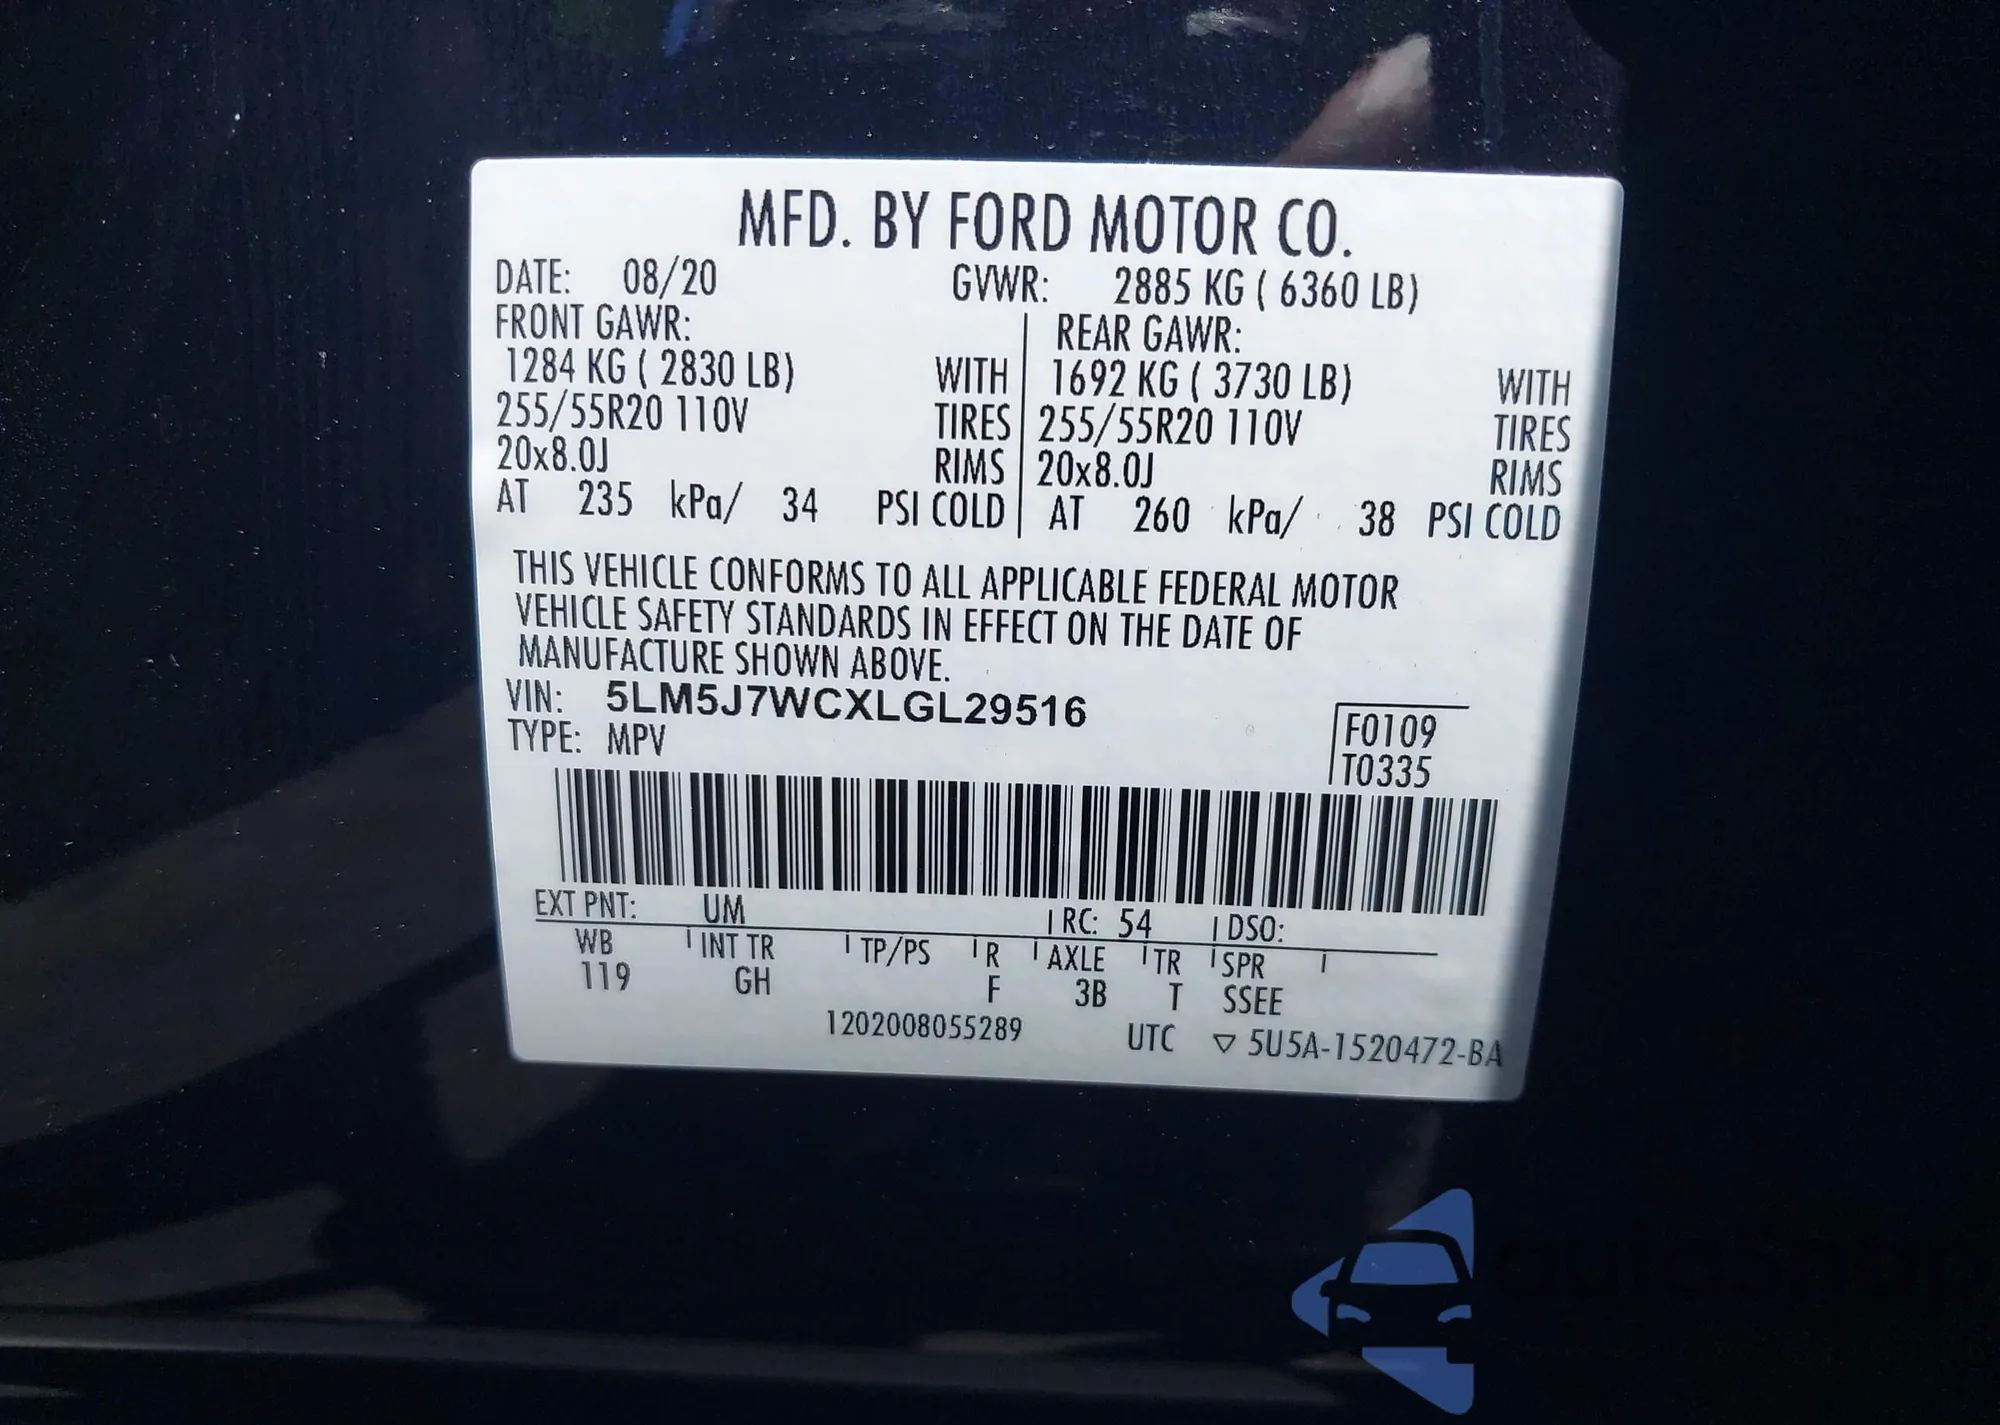 MFD. BY FORD MOTOR CO.
DATE: 08/20 GVWR: 2885 KG ( 6360 LB)
FRONT GAWR: REAR GAWR:
1284 KG ( 2830 LB) WITH 1692 KG ( 3730 LB) WITH
255/55R20 110V TIRES 255/55R20 110V TIRES
20x8.0J RIMS 20x8.0J RIMS
AT 235 kPa/ 34 PSI COLD AT 260 kPa/ 38 PSI COLD
THIS VEHICLE CONFORMS TO ALL APPLICABLE FEDERAL MOTOR
VEHICLE SAFETY STANDARDS IN EFFECT ON THE DATE OF
MANUFACTURE SHOWN ABOVE.
VIN: 5LM5J7WCXLGL29516
TYPE: MPV
F0109
T0335
EXT PNT: UM RC: 54 DSO:
WB INT TR TP/PS R AXLE TR SPR
119 GH F 3B T SSEE
1202008055289 UTC ▽ 5U5A-1520472-BA